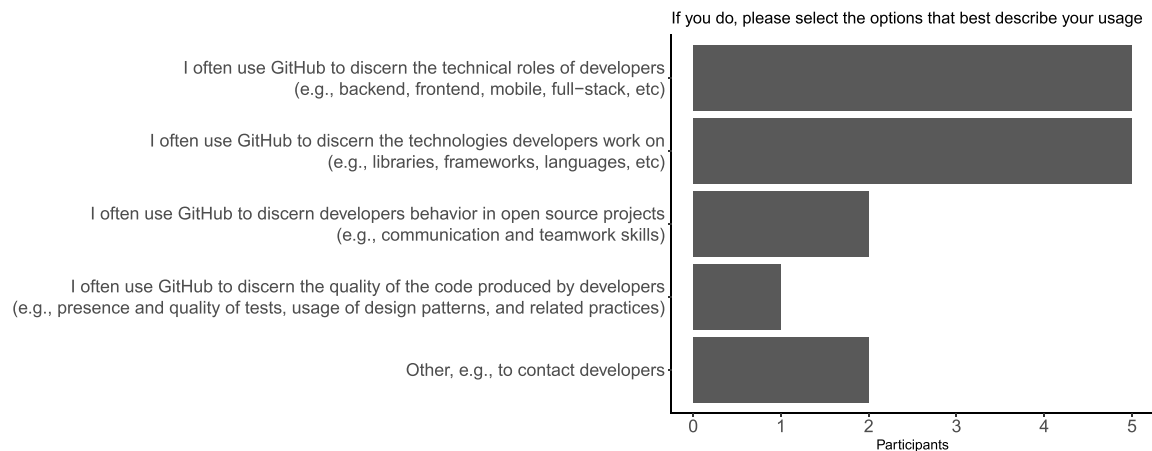 If you do, please select the options that best describe your usage
I often use GitHub to discern the technical roles of developers
(e.g., backend, frontend, mobile, full−stack, etc)
I often use GitHub to discern the technologies developers work on
(e.g., libraries, frameworks, languages, etc)
I often use GitHub to discern developers behavior in open source projects
(e.g., communication and teamwork skills)
I often use GitHub to discern the quality of the code produced by developers
(e.g., presence and quality of tests, usage of design patterns, and related practices)
Other, e.g., to contact developers
0 1 2 3 4 5
Participants